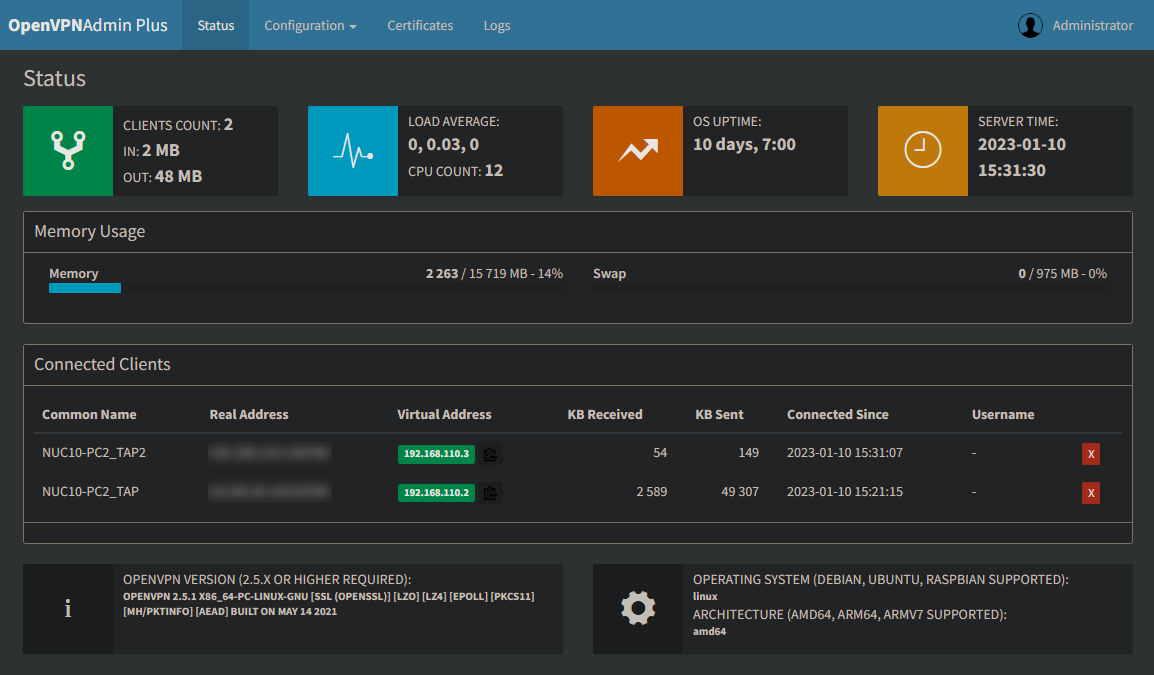 OpenVPNAdmin Plus Status Configuration Certificates Logs Administrator
Status
CLIENTS COUNT: 2
IN: 2 MB
OUT: 48 MB
LOAD AVERAGE:
0, 0.03, 0
CPU COUNT: 12
OS UPTIME:
10 days, 7:00
SERVER TIME:
2023-01-10
15:31:30
Memory Usage
Memory 2 263 / 15 719 MB - 14%
Swap 0 / 975 MB - 0%
Connected Clients
Common Name Real Address Virtual Address KB Received KB Sent Connected Since Username
NUC10-PC2_TAP2 192.168.110.3 54 149 2023-01-10 15:31:07 - X
NUC10-PC2_TAP 192.168.110.2 2 589 49 307 2023-01-10 15:21:15 - X
i
OPENVPN VERSION (2.5.X OR HIGHER REQUIRED):
OPENVPN 2.5.1 X86_64-PC-LINUX-GNU [SSL (OPENSSL)] [LZO] [LZ4] [EPOLL] [PKCS11]
[MH/PKTINFO] [AEAD] BUILT ON MAY 14 2021
OPERATING SYSTEM (DEBIAN, UBUNTU, RASPBIAN SUPPORTED):
linux
ARCHITECTURE (AMD64, ARM64, ARMV7 SUPPORTED):
amd64